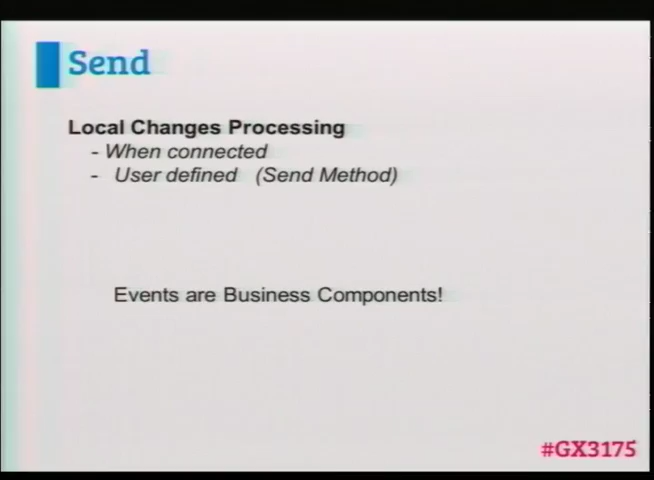 Send
Local Changes Processing
- When connected
- User defined (Send Method)
Events are Business Components!
#GX3175